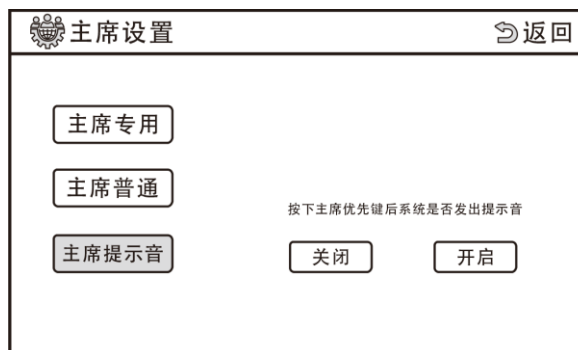 主席设置
返回
主席专用
主席普通
按下主席优先键后系统是否发出提示音
主席提示音
关闭
开启